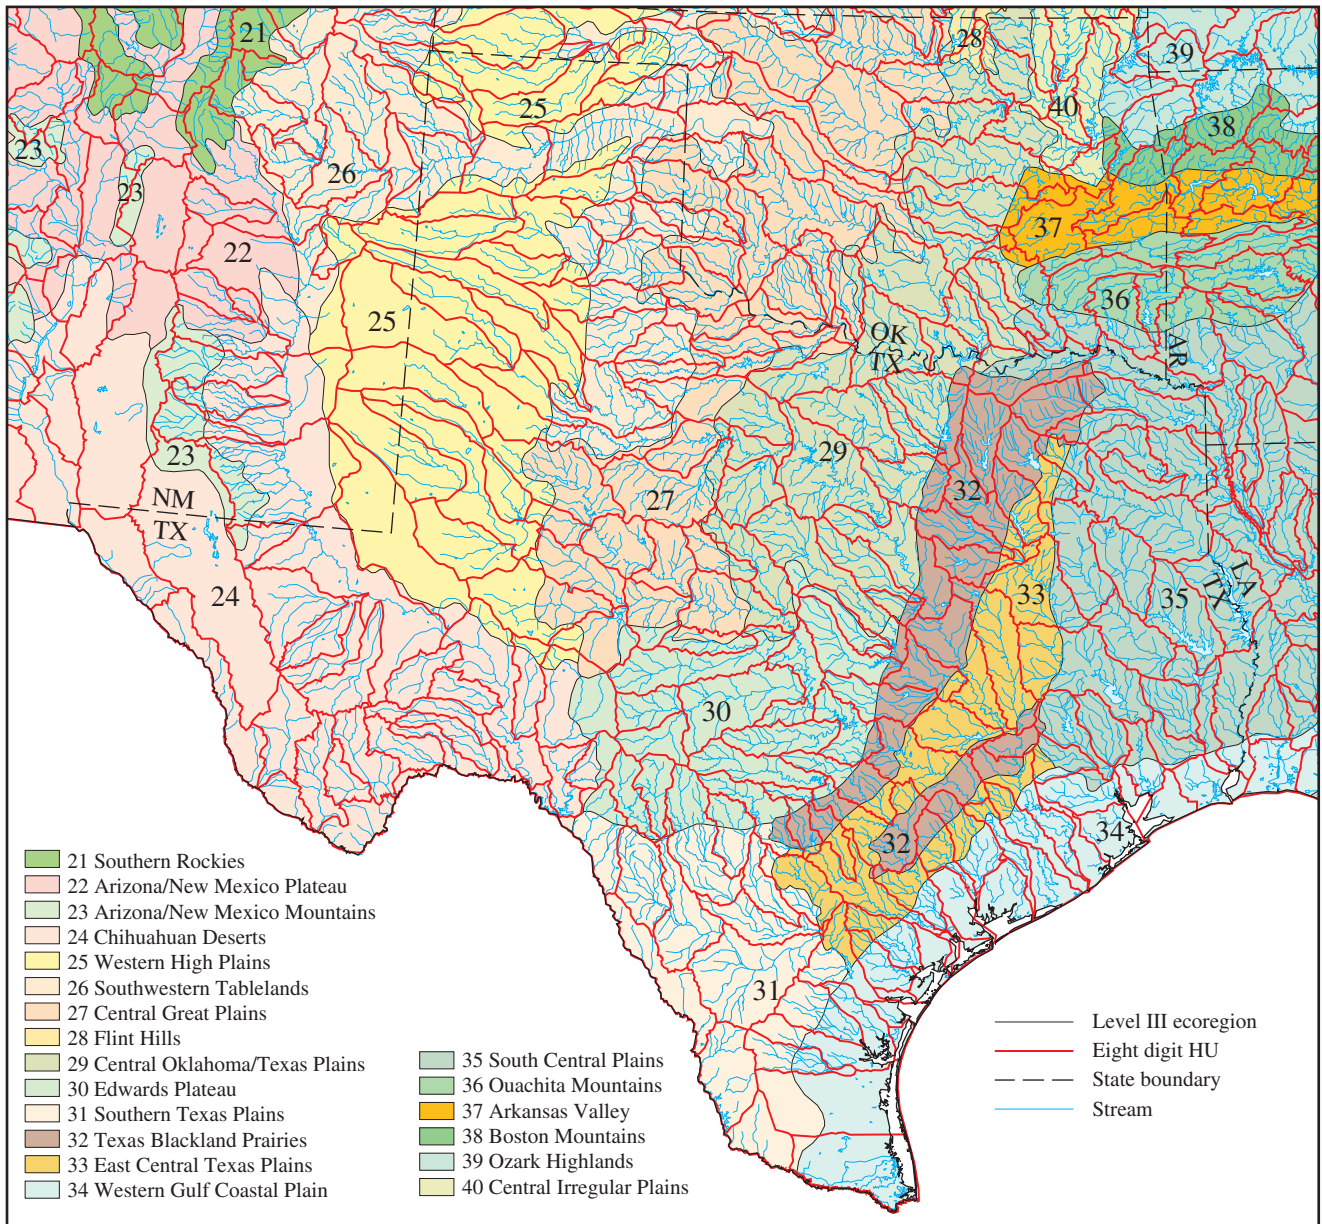 21
28
39
25
40
38
23
26
23
37
22
36
25
OK
TX
AR
29
23
32
27
NM
TX
24
33
LA
TX
35
30
34
32
31
21 Southern Rockies
22 Arizona/New Mexico Plateau
23 Arizona/New Mexico Mountains
24 Chihuahuan Deserts
25 Western High Plains
26 Southwestern Tablelands
27 Central Great Plains
28 Flint Hills
29 Central Oklahoma/Texas Plains
30 Edwards Plateau
31 Southern Texas Plains
32 Texas Blackland Prairies
33 East Central Texas Plains
34 Western Gulf Coastal Plain
35 South Central Plains
36 Ouachita Mountains
37 Arkansas Valley
38 Boston Mountains
39 Ozark Highlands
40 Central Irregular Plains
Level III ecoregion
Eight digit HU
State boundary
Stream